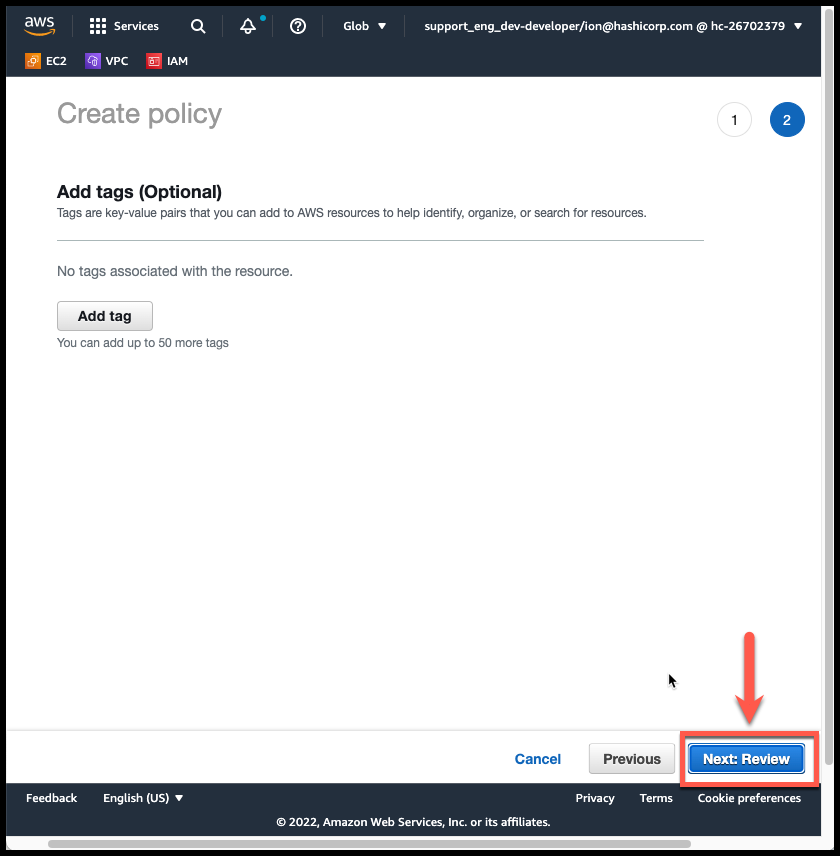 aws Services Glob support_eng_dev-developer/ion@hashicorp.com @ hc-26702379
EC2 VPC IAM
Create policy 1 2
Add tags (Optional)
Tags are key-value pairs that you can add to AWS resources to help identify, organize, or search for resources.
No tags associated with the resource.
Add tag
You can add up to 50 more tags
Cancel Previous Next: Review
Feedback English (US) Privacy Terms Cookie preferences
© 2022, Amazon Web Services, Inc. or its affiliates.